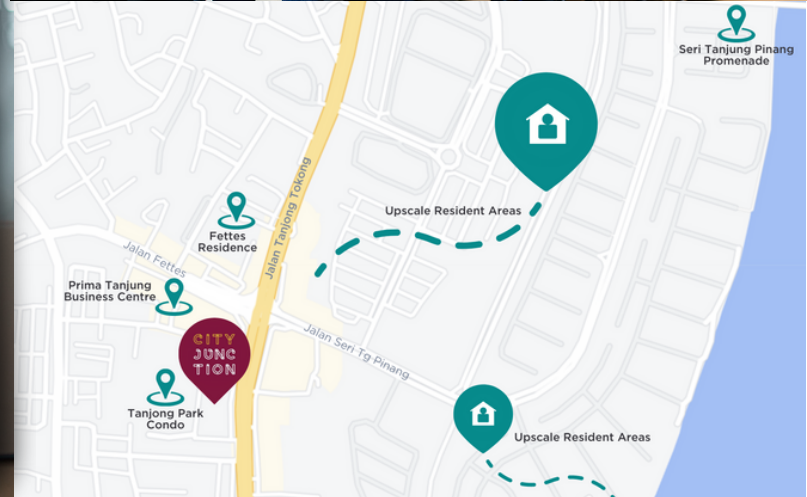 Seri Tanjung Pinang
Promenade
Upscale Resident Areas
Jalan Tanjong Tokong
Fettes
Residence
Jalan Fettes
Prima Tanjung
Business Centre
CITY
JUNC
TION
Jalan Seri Tg Pinang
Tanjong Park
Condo
Upscale Resident Areas